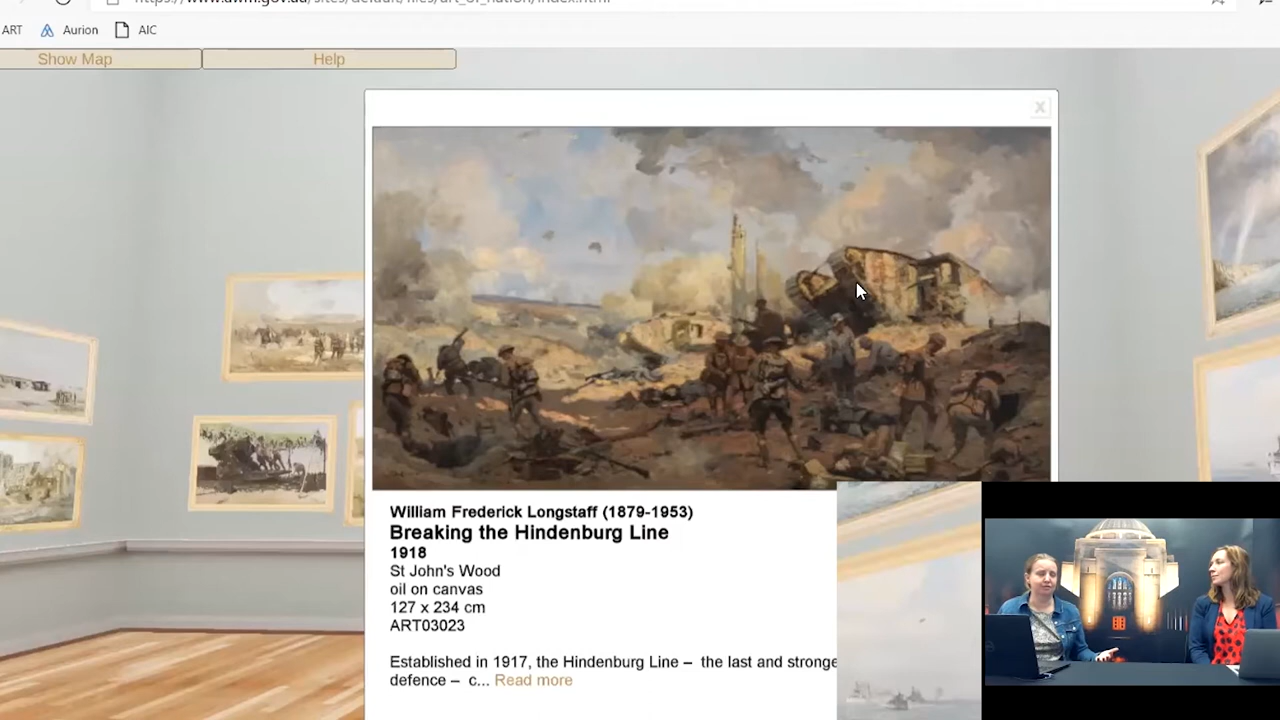 ART Aurion AIC
Show Map Help
x
William Frederick Longstaff (1879-1953)
Breaking the Hindenburg Line
1918
St John's Wood
oil on canvas
127 x 234 cm
ART03023
Established in 1917, the Hindenburg Line – the last and stronge
defence – c... Read more